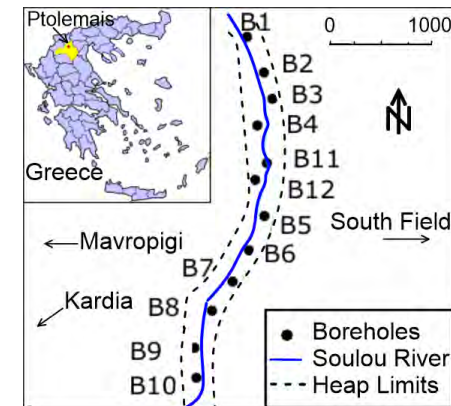 Ptolemais
Greece
B1
0 1000
B2
B3
N
B4
B11
B12
B5
South Field
Mavropigi
B6
B7
Kardia
B8
B9
B10
Boreholes
Soulou River
Heap Limits